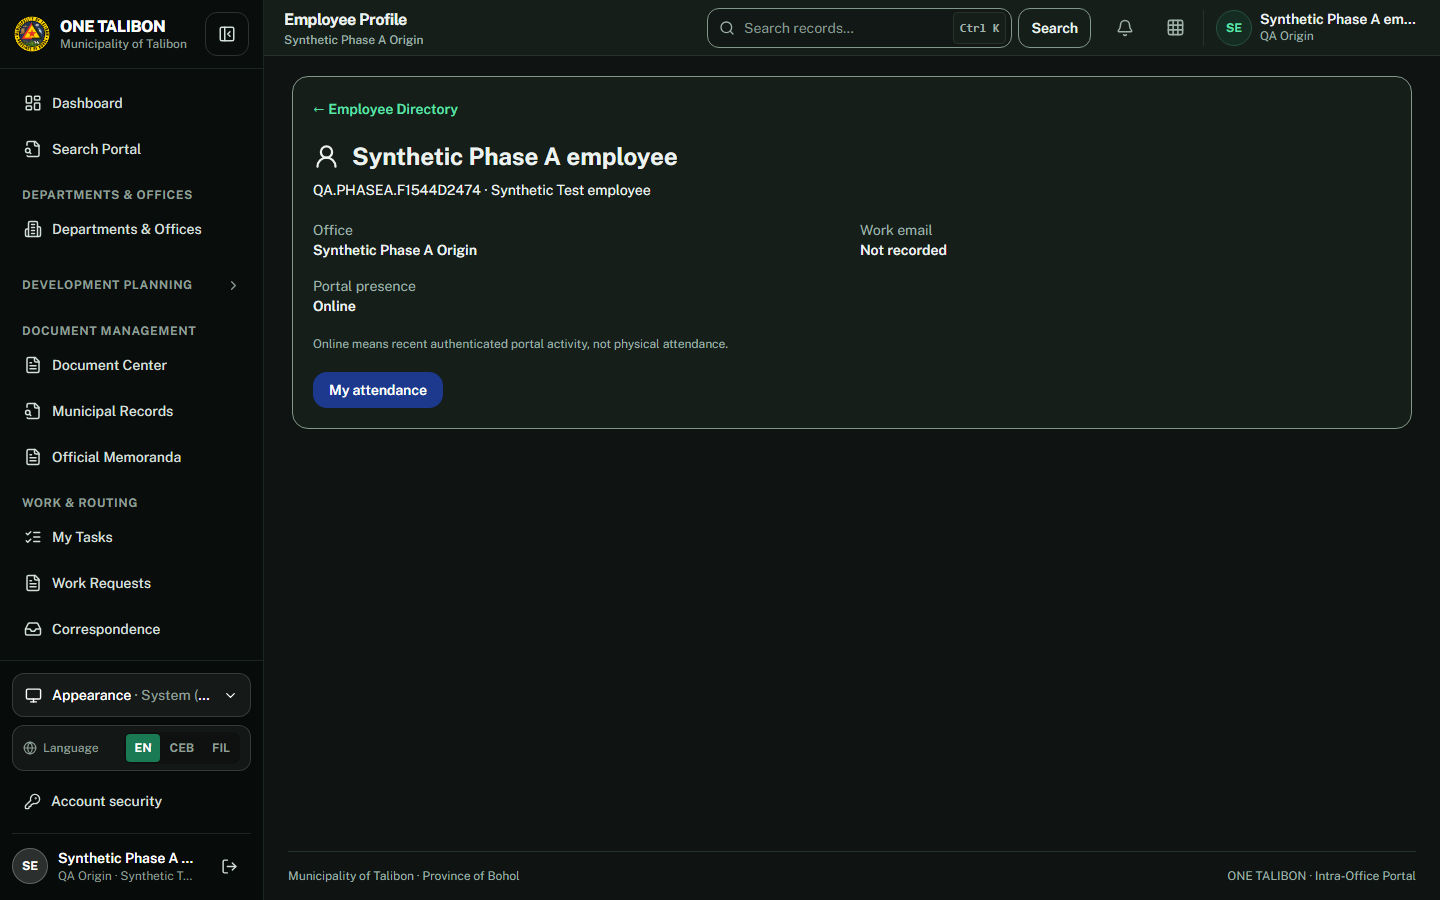 ONE TALIBON
Municipality of Talibon
Dashboard
Search Portal
DEPARTMENTS & OFFICES
Departments & Offices
DEVELOPMENT PLANNING
DOCUMENT MANAGEMENT
Document Center
Municipal Records
Official Memoranda
WORK & ROUTING
My Tasks
Work Requests
Correspondence
Appearance · System (...
Language EN CEB FIL
Account security
SE Synthetic Phase A ...
QA Origin · Synthetic T...
Employee Profile
Synthetic Phase A Origin
Search records... Ctrl K Search
SE Synthetic Phase A em...
QA Origin
← Employee Directory
Synthetic Phase A employee
QA.PHASEA.F1544D2474 · Synthetic Test employee
Office
Synthetic Phase A Origin
Work email
Not recorded
Portal presence
Online
Online means recent authenticated portal activity, not physical attendance.
My attendance
Municipality of Talibon · Province of Bohol
ONE TALIBON · Intra-Office Portal